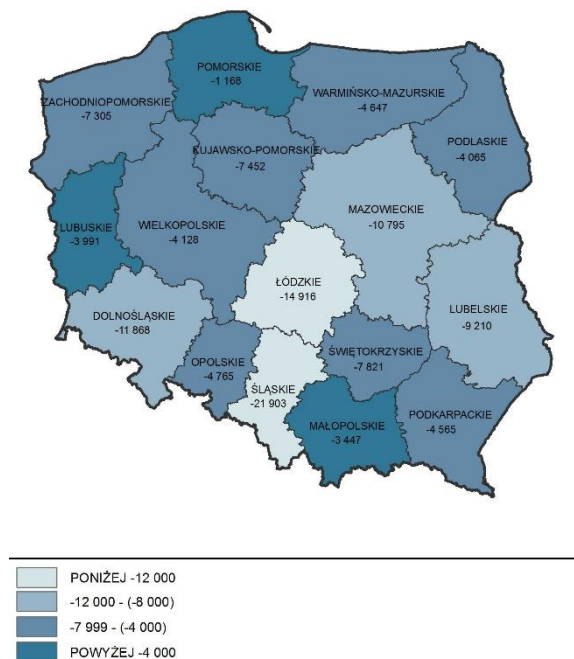 POMORSKIE
-1 168
WARMIŃSKO-MAZURSKIE
-4 647
ZACHODNIOPOMORSKIE
-7 305
KUJAWSKO-POMORSKIE
-7 452
PODLASKIE
-4 065
MAZOWIECKIE
-10 795
LUBUSKIE
-3 991
WIELKOPOLSKIE
-4 128
ŁÓDZKIE
-14 916
LUBELSKIE
-9 210
DOLNOŚLĄSKIE
-11 868
OPOLSKIE
-4 765
ŚWIĘTOKRZYSKIE
-7 821
ŚLĄSKIE
-21 903
MAŁOPOLSKIE
-3 447
PODKARPACKIE
-4 565
PONIŻEJ -12 000
-12 000 - (-8 000)
-7 999 - (-4 000)
POWYŻEJ -4 000